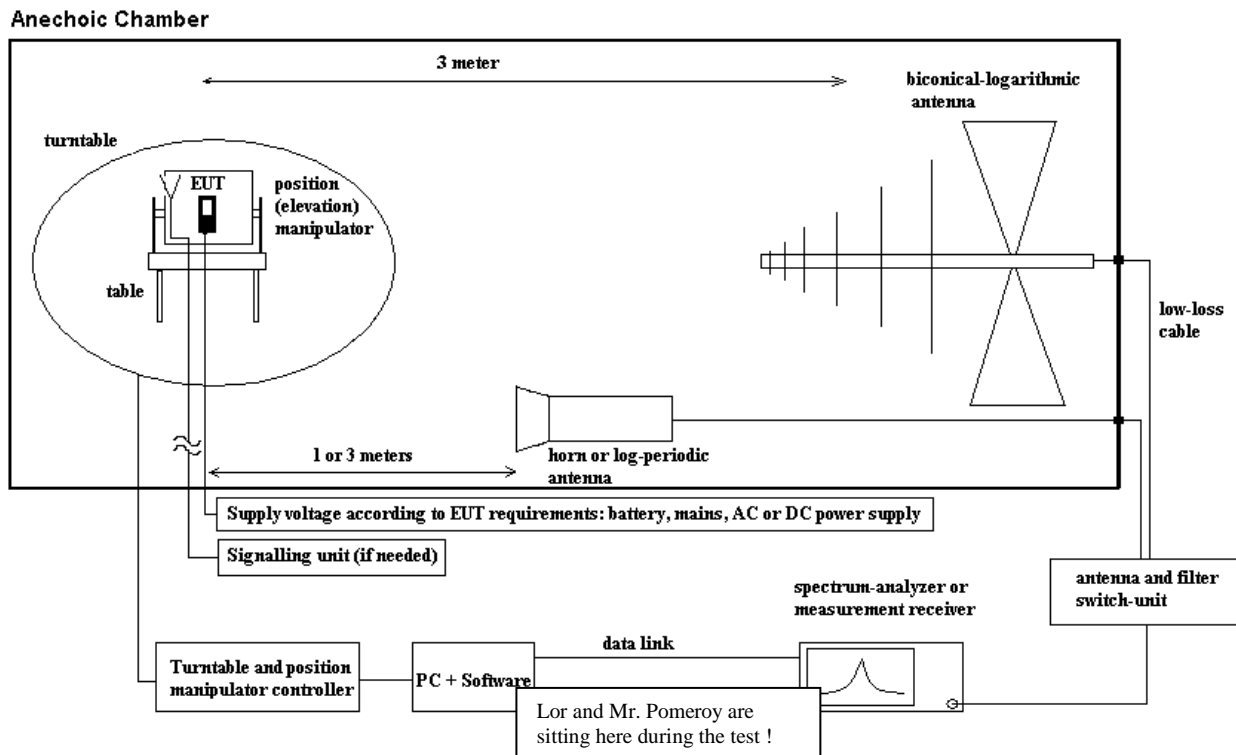 Anechoic Chamber
3 meter
biconical-logarithmic
antenna
turntable
EUT
position
(elevation)
manipulator
table
low-loss
cable
1 or 3 meters
horn or log-periodic
antenna
Supply voltage according to EUT requirements: battery, mains, AC or DC power supply
Signalling unit (if needed)
antenna and filter
switch-unit
spectrum-analyzer or
measurement receiver
data link
Turntable and position
manipulator controller
PC + Software
Lor and Mr. Pomeroy are
sitting here during the test !